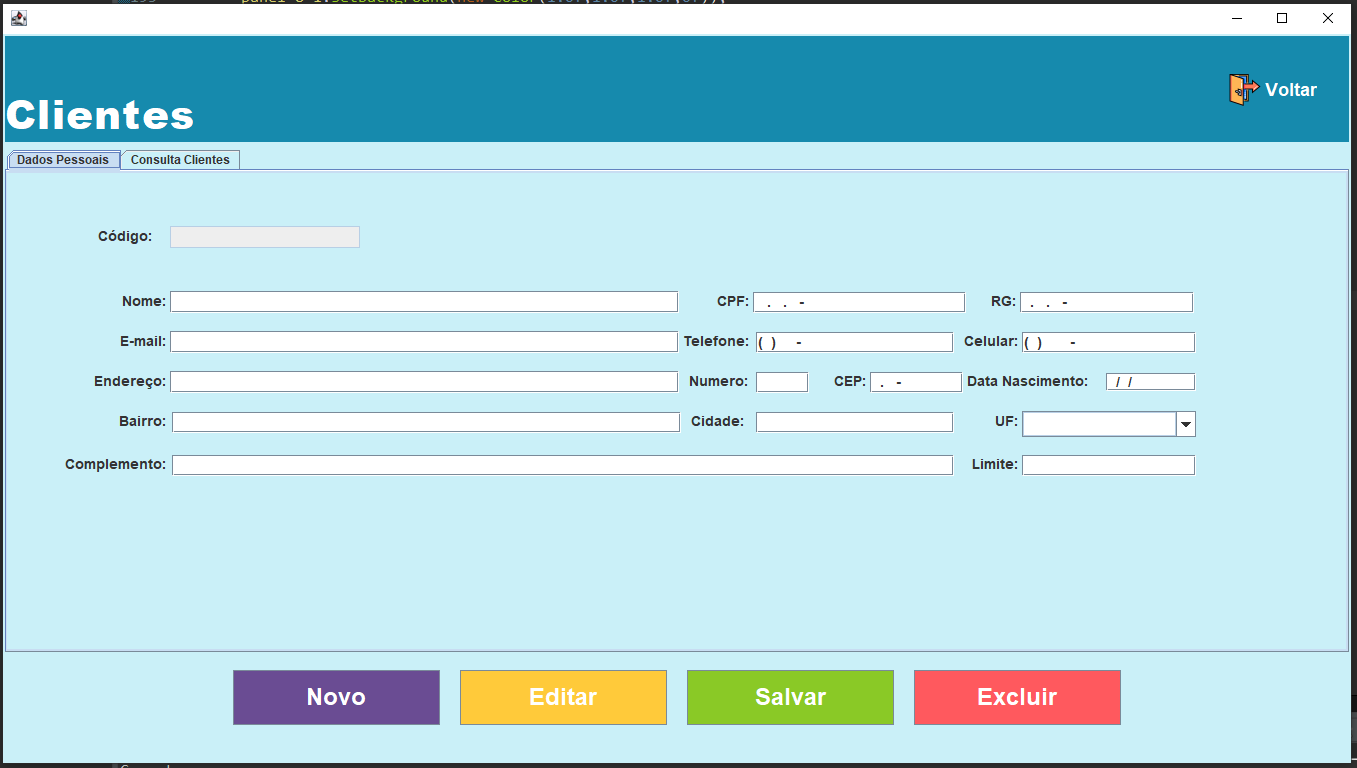 Voltar
Clientes
Dados Pessoais Consulta Clientes
Código:
Nome: CPF: . . - RG: . . -
E-mail: Telefone: ( ) - Celular: ( ) -
Endereço: Numero: CEP: . - Data Nascimento: / /
Bairro: Cidade: UF:
Complemento: Limite:
Novo Editar Salvar Excluir